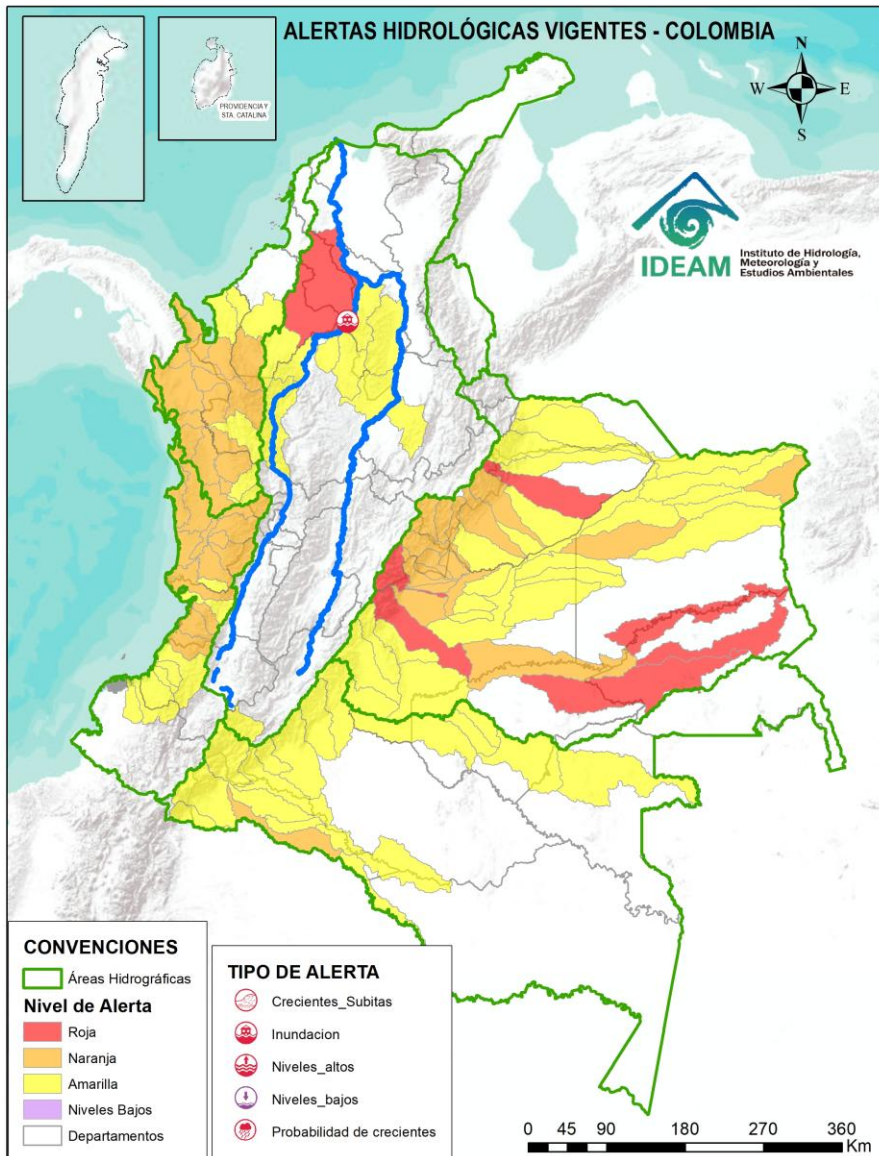 ALERTAS HIDROLÓGICAS VIGENTES - COLOMBIA
PROVIDENCIA Y
STA. CATALINA
N
W
E
S
IDEAM
Instituto de Hidrología,
Meteorología y
Estudios Ambientales
CONVENCIONES
Áreas Hidrográficas
Nivel de Alerta
Roja
Naranja
Amarilla
Niveles Bajos
Departamentos
TIPO DE ALERTA
Crecientes_Subitas
Inundacion
Niveles_altos
Niveles_bajos
Probabilidad de crecientes
0 45 90 180 270 360
Km